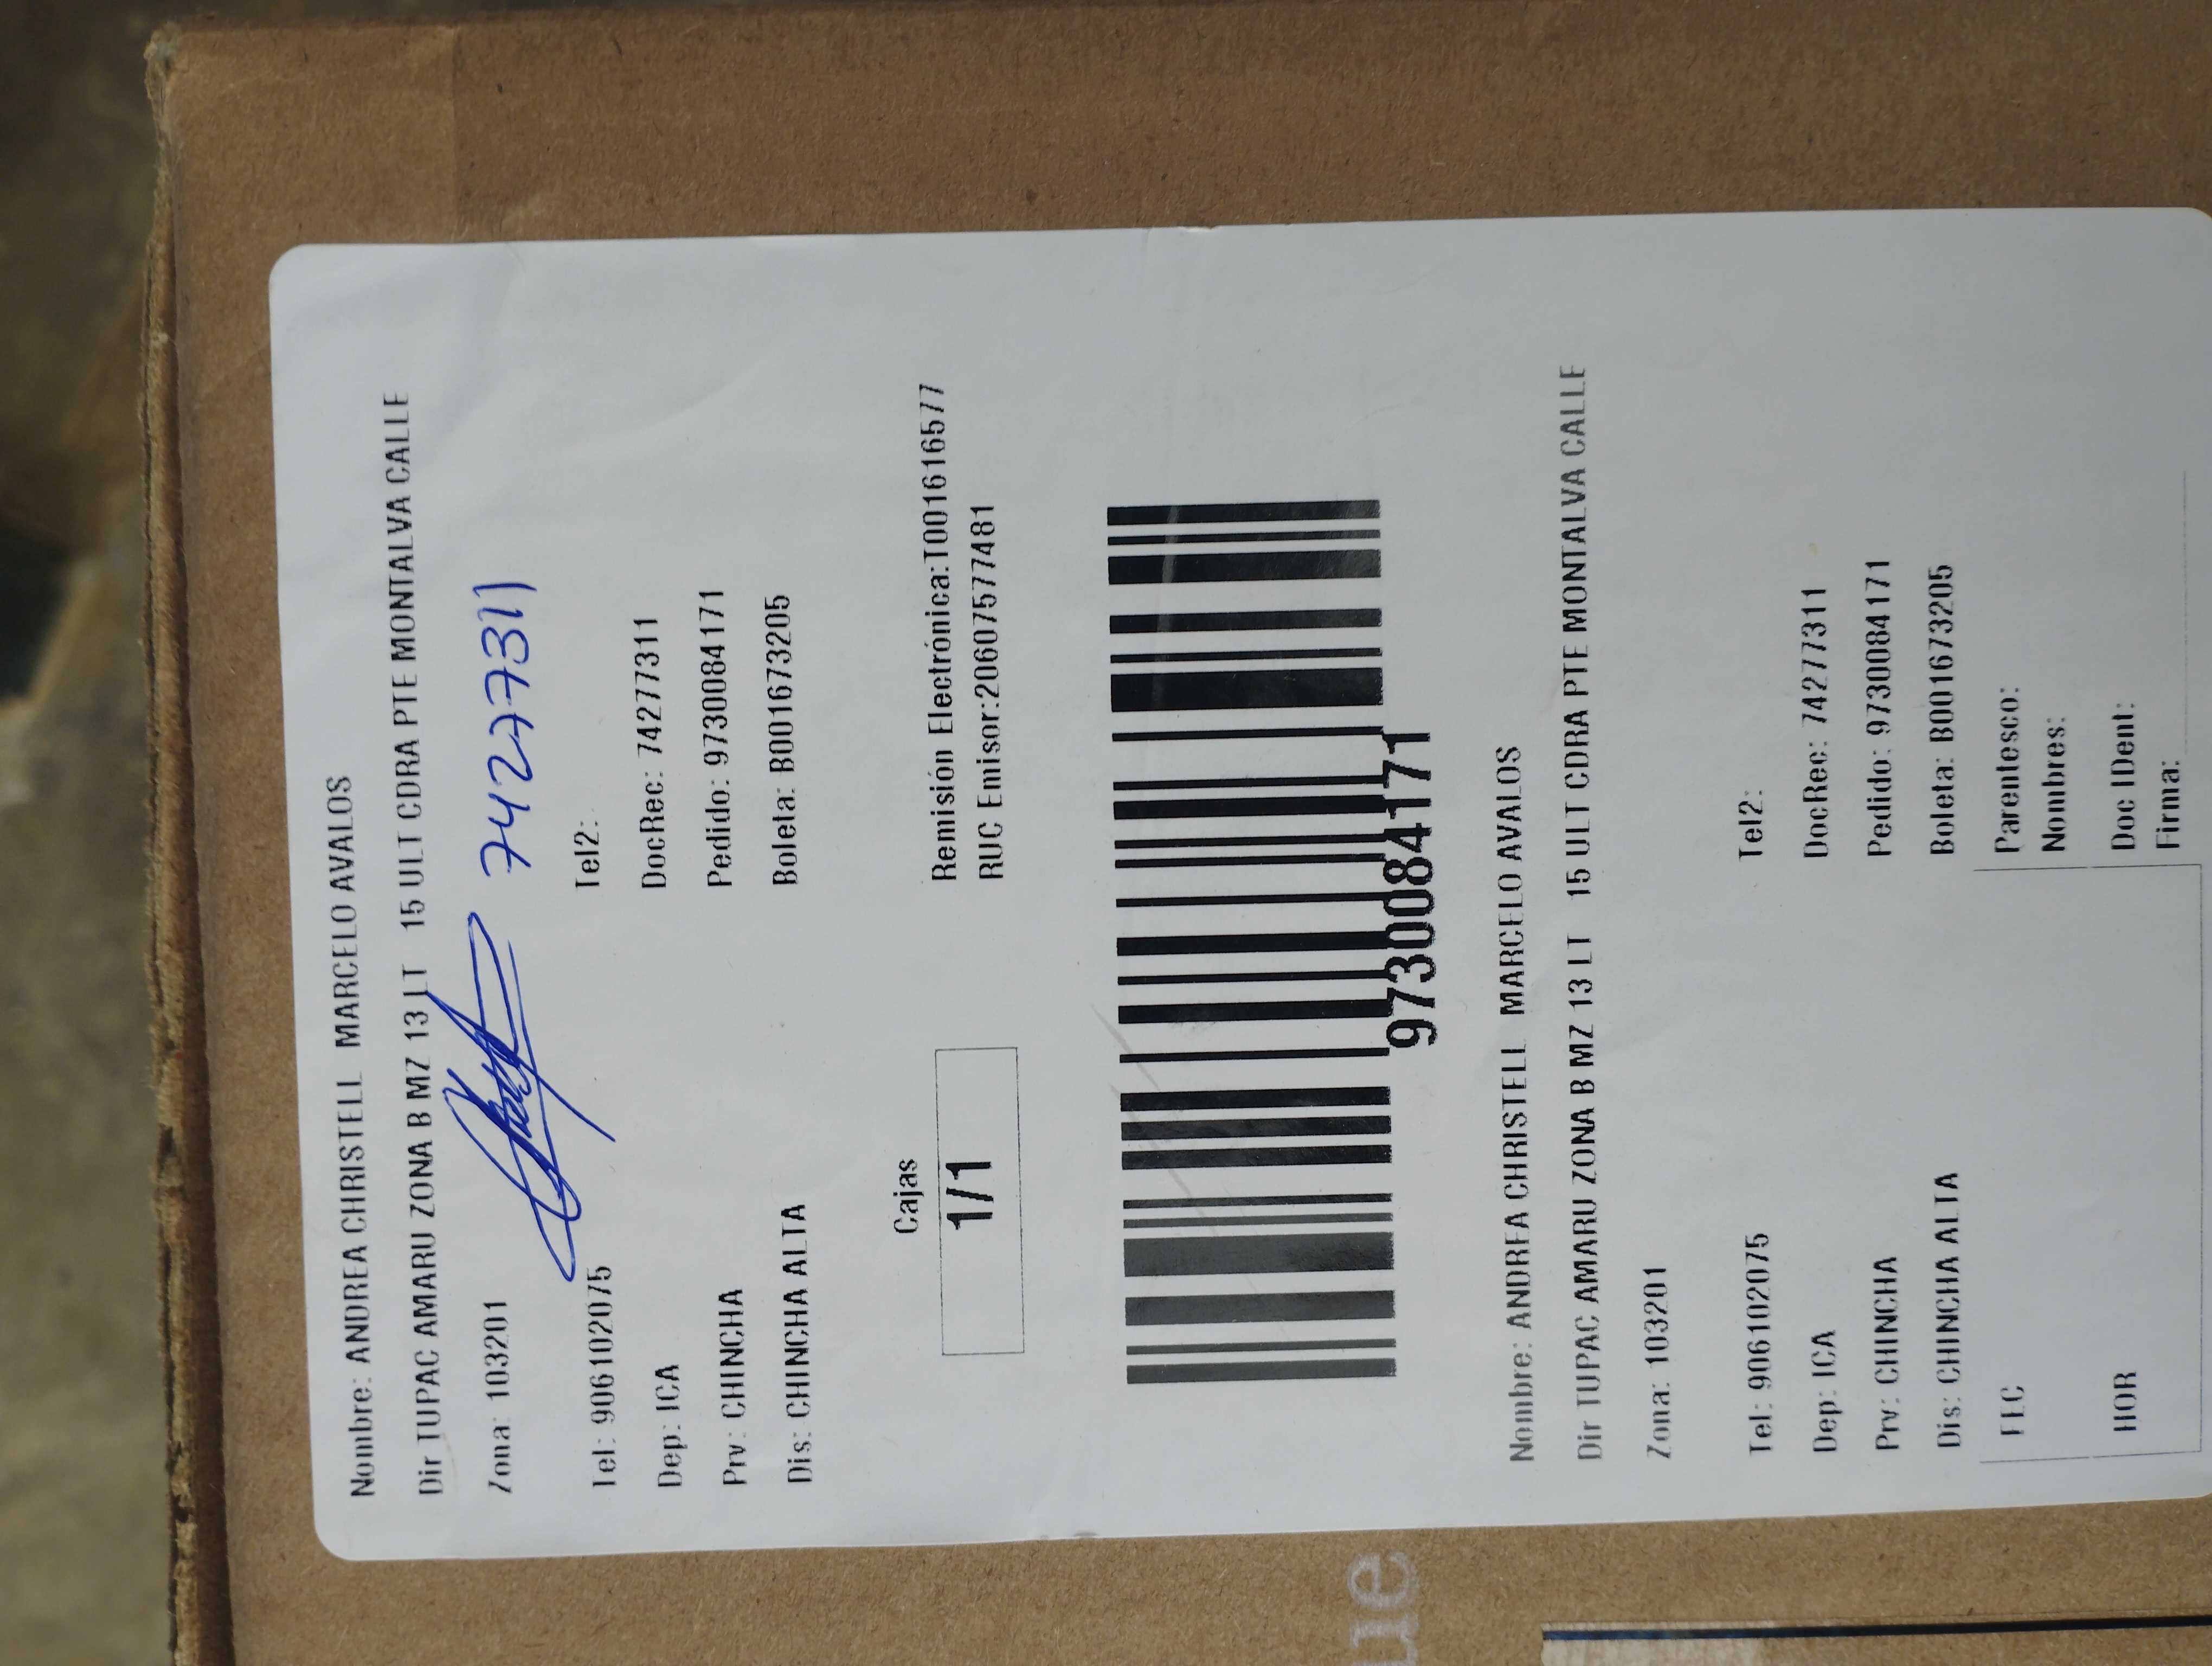 Nombre: ANDREA CHRISTELL MARCELO AVALOS
Dir TUPAC AMARU ZONA B MZ 13 LT 15 ULT CDRA PTE MONTALVA CALLE
Zona: 103201
74277311
Tel: 906102075 Tel2:
Dep: ICA DocRec: 74277311
Prv: CHINCHA Pedido: 9730084171
Dis: CHINCHA ALTA Boleta: B001673205
Cajas
1/1
Remisión Electrónica:T001616577
RUC Emisor:20607577481
9730084171
Nombre: ANDREA CHRISTELL MARCELO AVALOS
Dir TUPAC AMARU ZONA B MZ 13 LT 15 ULT CDRA PTE MONTALVA CALLE
Zona: 103201
Tel: 906102075 Tel2:
Dep: ICA DocRec: 74277311
Prv: CHINCHA Pedido: 9730084171
Dis: CHINCHA ALTA Boleta: B001673205
FEC Parentesco:
Nombres:
HOR Doc IDent:
Firma:
ue